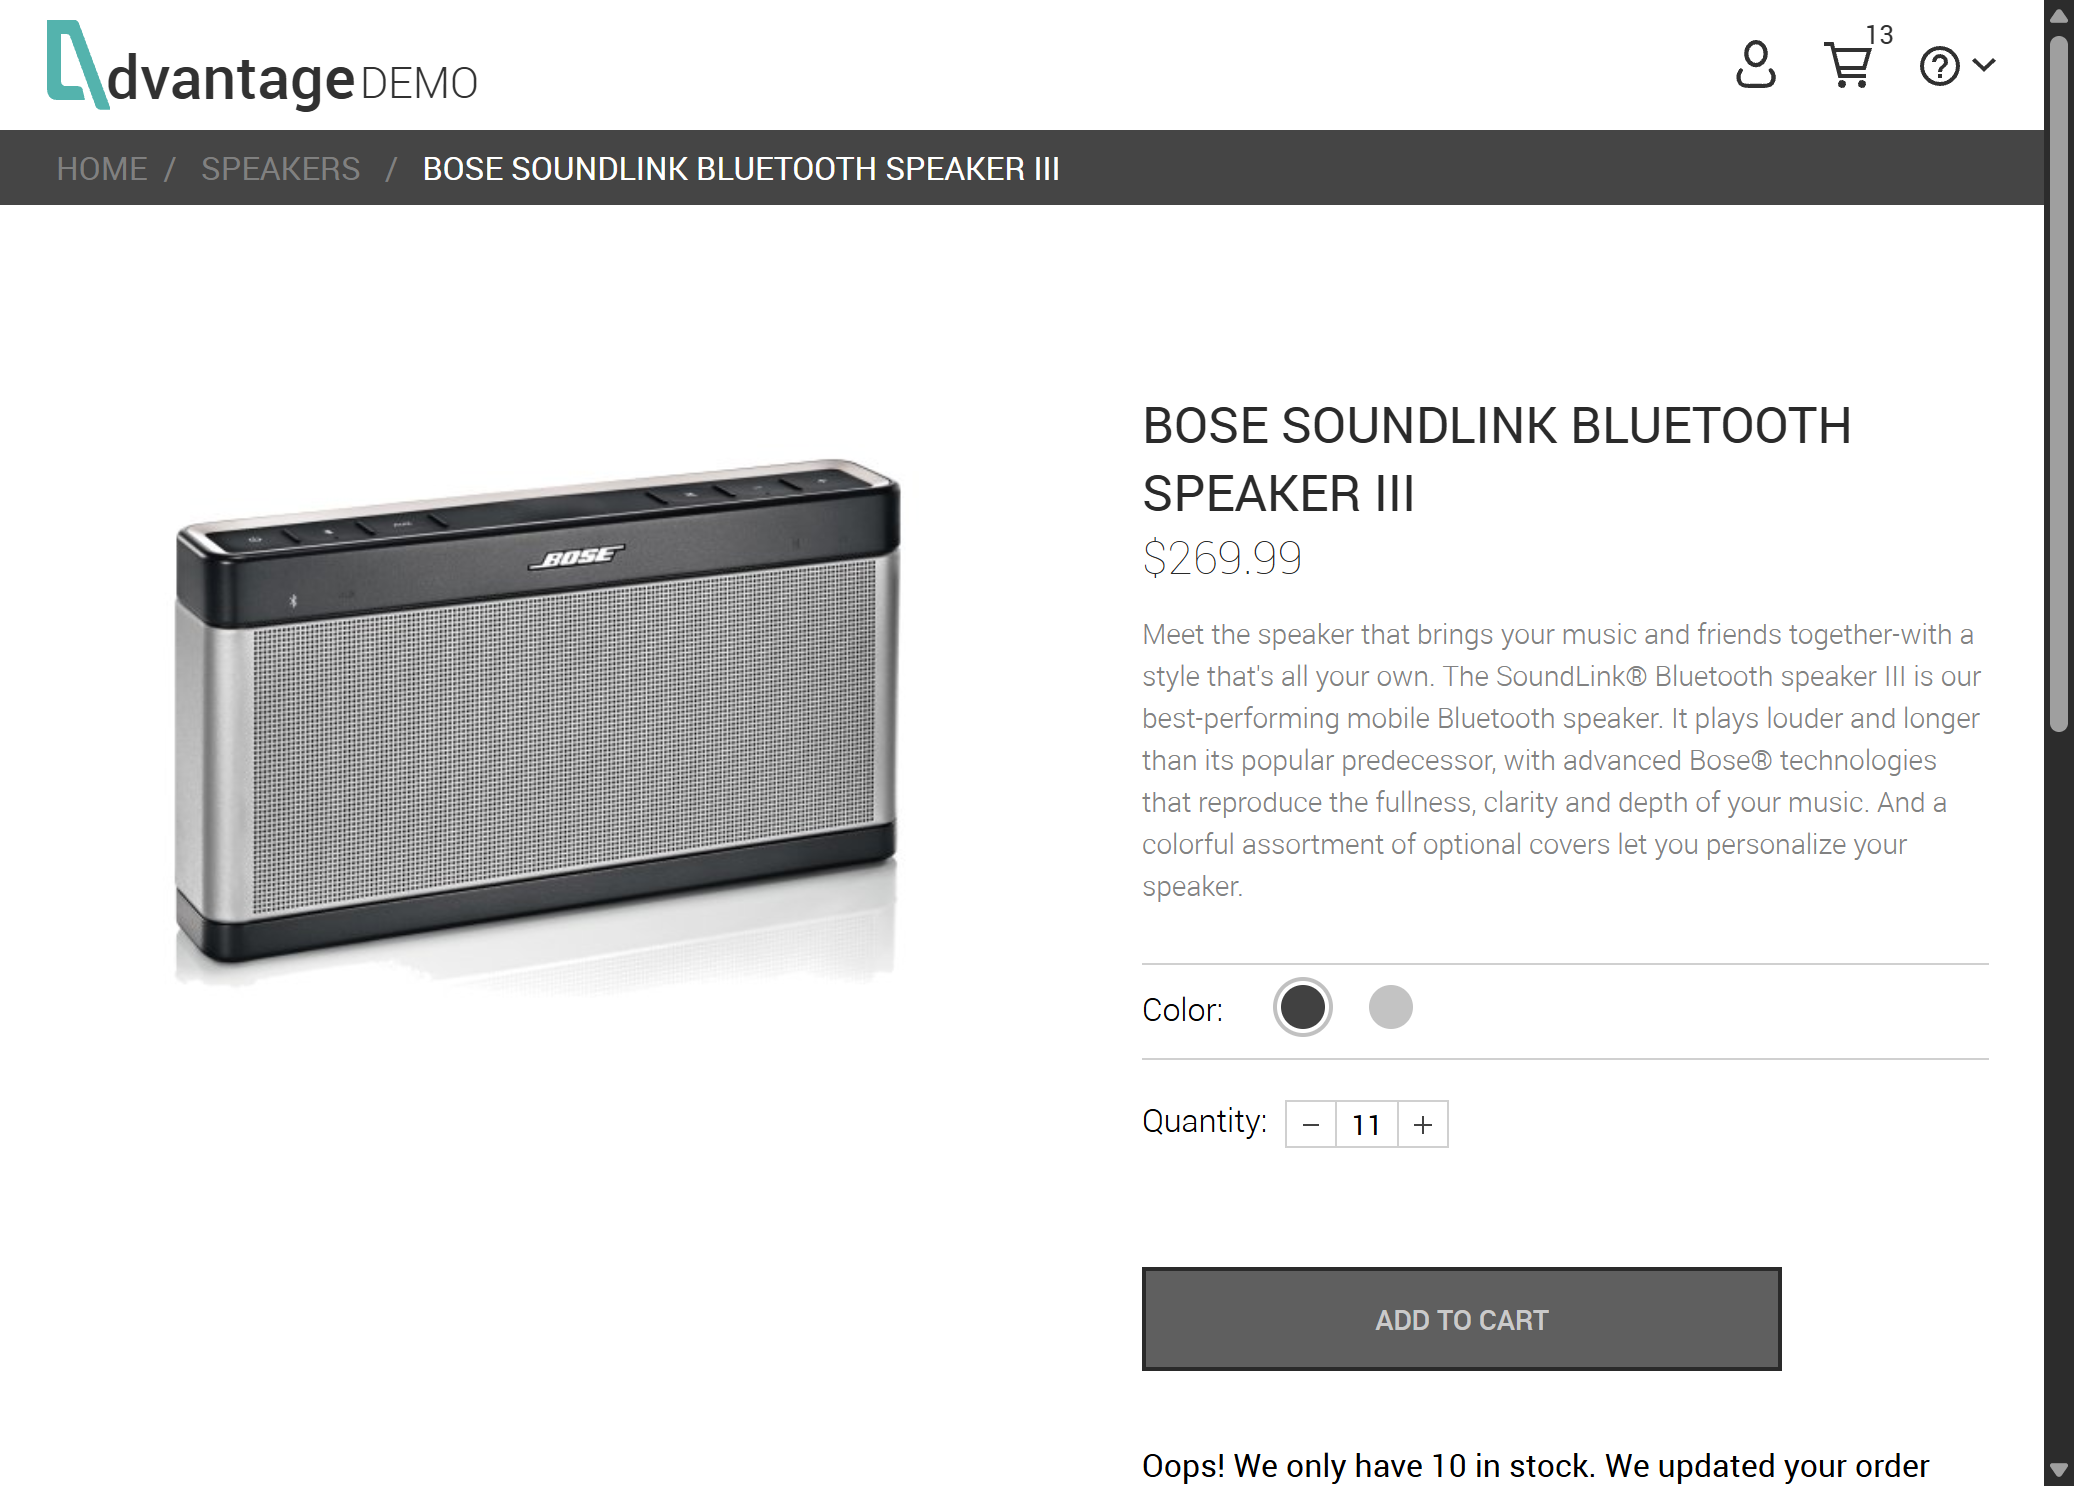 dvantage DEMO
13
HOME / SPEAKERS / BOSE SOUNDLINK BLUETOOTH SPEAKER III
BOSE
BOSE SOUNDLINK BLUETOOTH
SPEAKER III
$269.99
Meet the speaker that brings your music and friends together-with a
style that's all your own. The SoundLink® Bluetooth speaker III is our
best-performing mobile Bluetooth speaker. It plays louder and longer
than its popular predecessor, with advanced Bose® technologies
that reproduce the fullness, clarity and depth of your music. And a
colorful assortment of optional covers let you personalize your
speaker.
Color:
Quantity: − 11 +
ADD TO CART
Oops! We only have 10 in stock. We updated your order